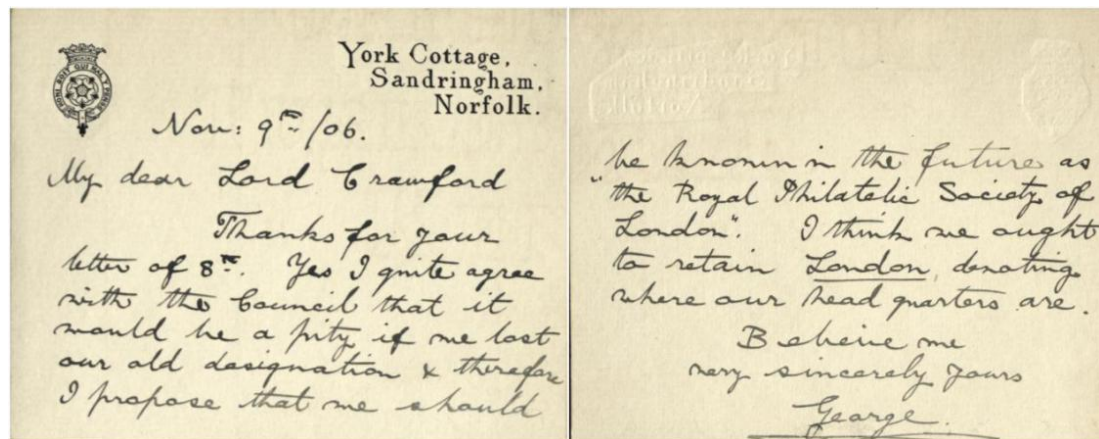 York Cottage,
Sandringham,
Norfolk.
Nov: 9th/06.
My dear Lord Crawford
Thanks for your
letter of 8th. Yes I quite agree
with the Council that it
would be a pity if we lost
our old designation & therefore
I propose that we should
be known in the future as
"the Royal Philatelic Society of
London". I think we ought
to retain London, denoting
where our head quarters are.
Believe me
very sincerely yours
George.